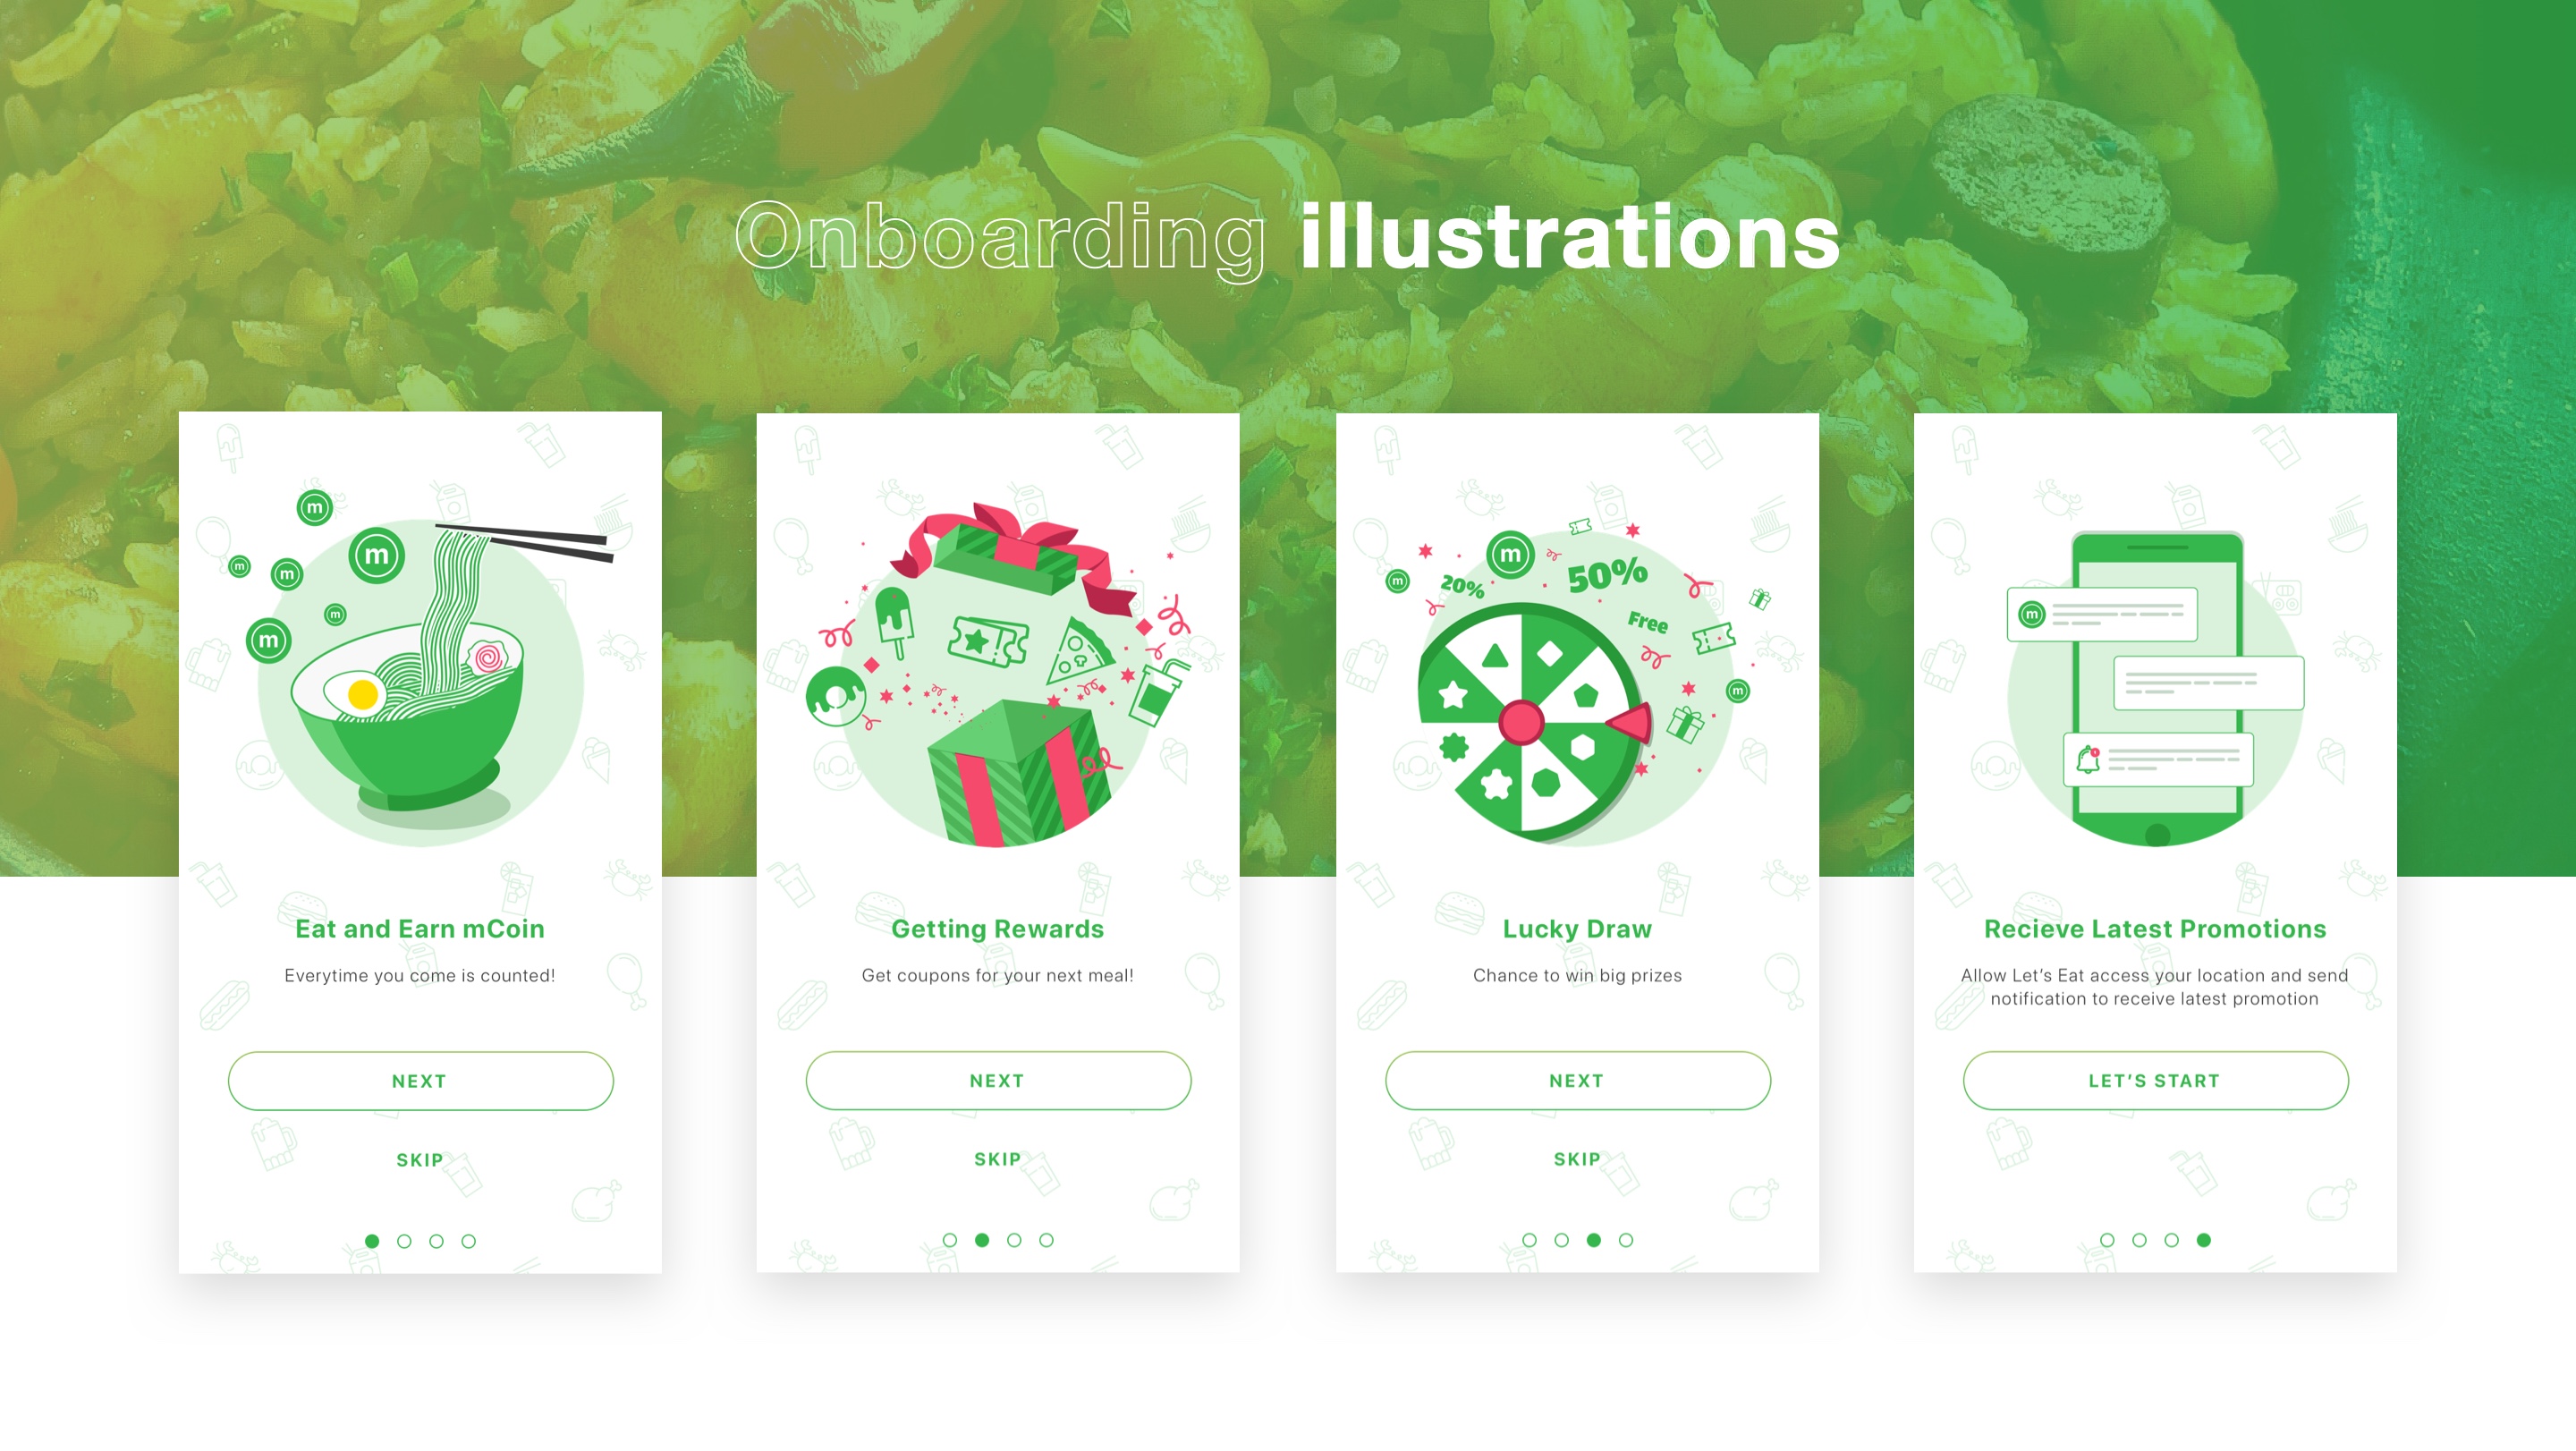 Onboarding illustrations
m
m
m
m
m
m
Eat and Earn mCoin
Everytime you come is counted!
NEXT
SKIP
Getting Rewards
Get coupons for your next meal!
NEXT
SKIP
m
50%
m
20%
Free
m
Lucky Draw
Chance to win big prizes
NEXT
SKIP
m
Recieve Latest Promotions
Allow Let's Eat access your location and send
notification to receive latest promotion
LET'S START